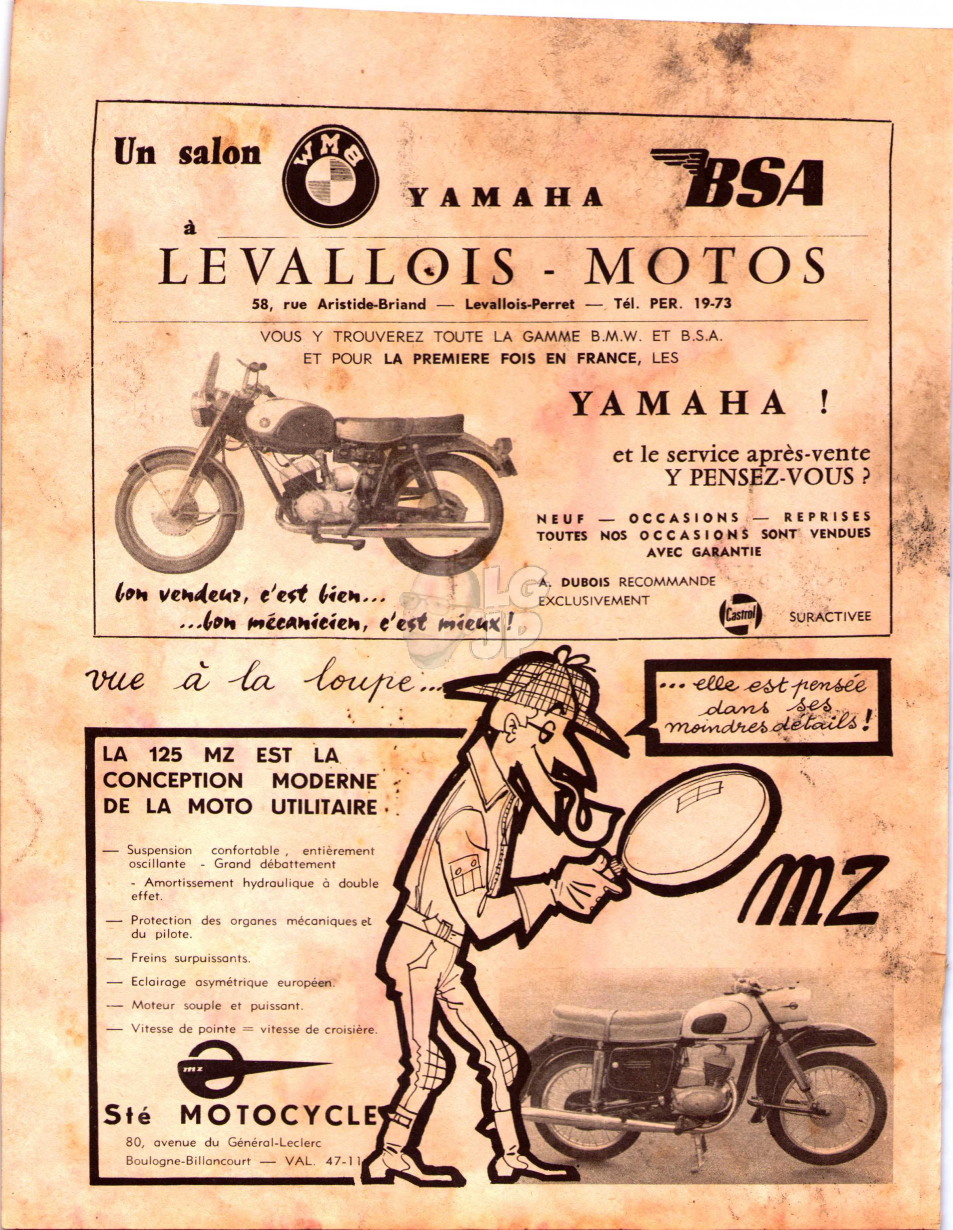 Un salon
WMB
YAMAHA
BSA
à
LEVALLOIS - MOTOS
58, rue Aristide-Briand — Levallois-Perret — Tél. PER. 19-73
VOUS Y TROUVEREZ TOUTE LA GAMME B.M.W. ET B.S.A.
ET POUR LA PREMIERE FOIS EN FRANCE, LES
YAMAHA !
et le service après-vente
Y PENSEZ-VOUS ?
NEUF — OCCASIONS — REPRISES
TOUTES NOS OCCASIONS SONT VENDUES
AVEC GARANTIE
bon vendeur, c'est bien...
...bon mécanicien, c'est mieux !
A. DUBOIS RECOMMANDE
EXCLUSIVEMENT
Castrol
SURACTIVEE
LG
JP
vue à la loupe...
... elle est pensée
dans ses
moindres détails !
LA 125 MZ EST LA
CONCEPTION MODERNE
DE LA MOTO UTILITAIRE
— Suspension confortable, entièrement
oscillante - Grand débattement
- Amortissement hydraulique à double
effet.
— Protection des organes mécaniques et
du pilote.
— Freins surpuissants.
— Eclairage asymétrique européen.
— Moteur souple et puissant.
— Vitesse de pointe = vitesse de croisière.
MZ
mz
Sté MOTOCYCLE
80, avenue du Général-Leclerc
Boulogne-Billancourt — VAL. 47-11